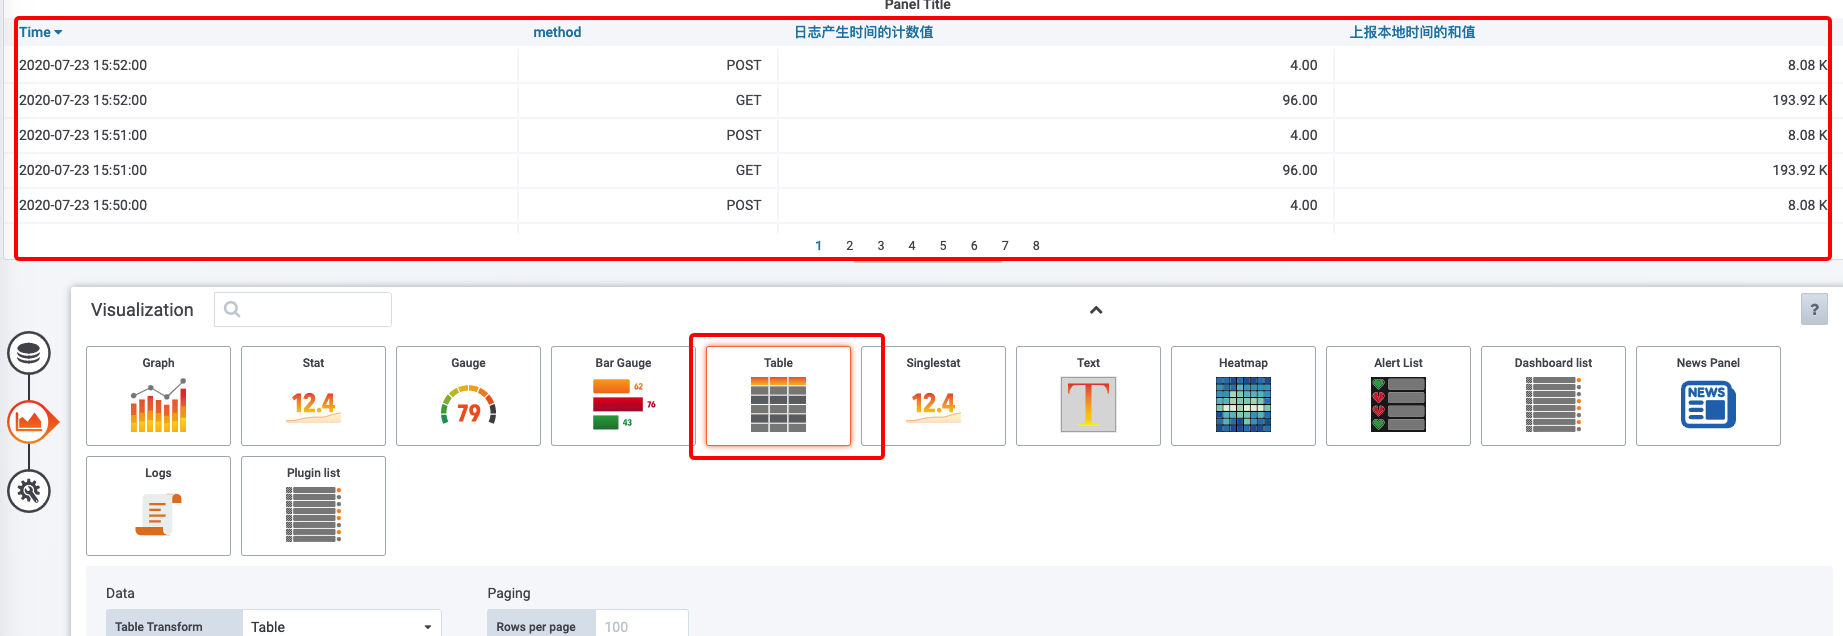 Panel Title
Time method 日志产生时间的计数值 上报本地时间的和值
2020-07-23 15:52:00 POST 4.00 8.08 K
2020-07-23 15:52:00 GET 96.00 193.92 K
2020-07-23 15:51:00 POST 4.00 8.08 K
2020-07-23 15:51:00 GET 96.00 193.92 K
2020-07-23 15:50:00 POST 4.00 8.08 K
1 2 3 4 5 6 7 8
Visualization ?
Graph Stat Gauge Bar Gauge Table Singlestat Text Heatmap Alert List Dashboard list News Panel
12.4 79 62 76 43 12.4 T NEWS
Logs Plugin list
Data Paging
Table Transform Table Rows per page 100